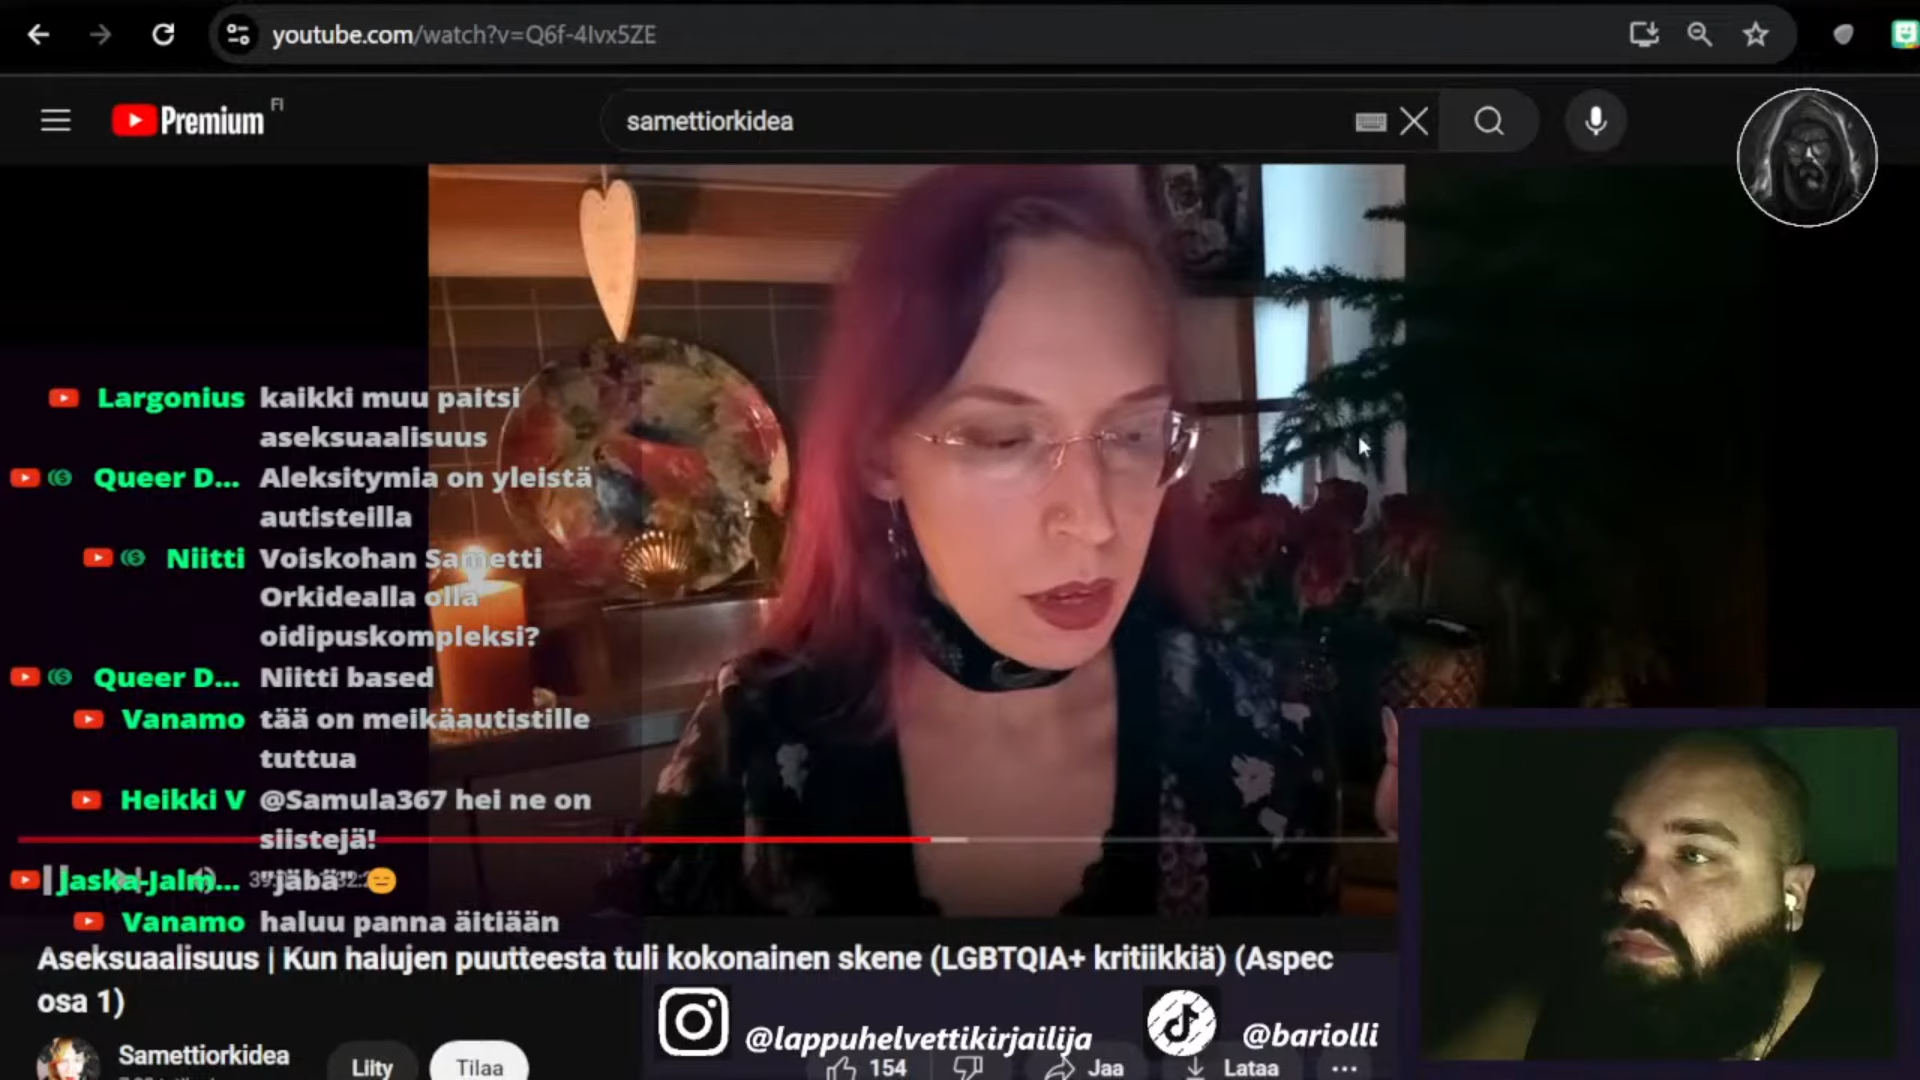 youtube.com/watch?v=Q6f-4lvx5ZE
Premium FI
samettiorkidea
Largonius kaikki muu paitsi
aseksuaalisuus
Queer D... Aleksitymia on yleistä
autisteilla
Niitti Voiskohan Sametti
Orkidealla olla
oidipuskompleksi?
Queer D... Niitti based
Vanamo tää on meikäautistille
tuttua
Heikki V @Samula367 hei ne on
siistejä!
Jaska-Jalm... "jäbä"
Vanamo haluu panna äitiään
Aseksuaalisuus | Kun halujen puutteesta tuli kokonainen skene (LGBTQIA+ kritiikkiä) (Aspec
osa 1)
@lappuhelvettikirjailija
@bariolli
Samettiorkidea
Liity
Tilaa
154
Jaa
Lataa